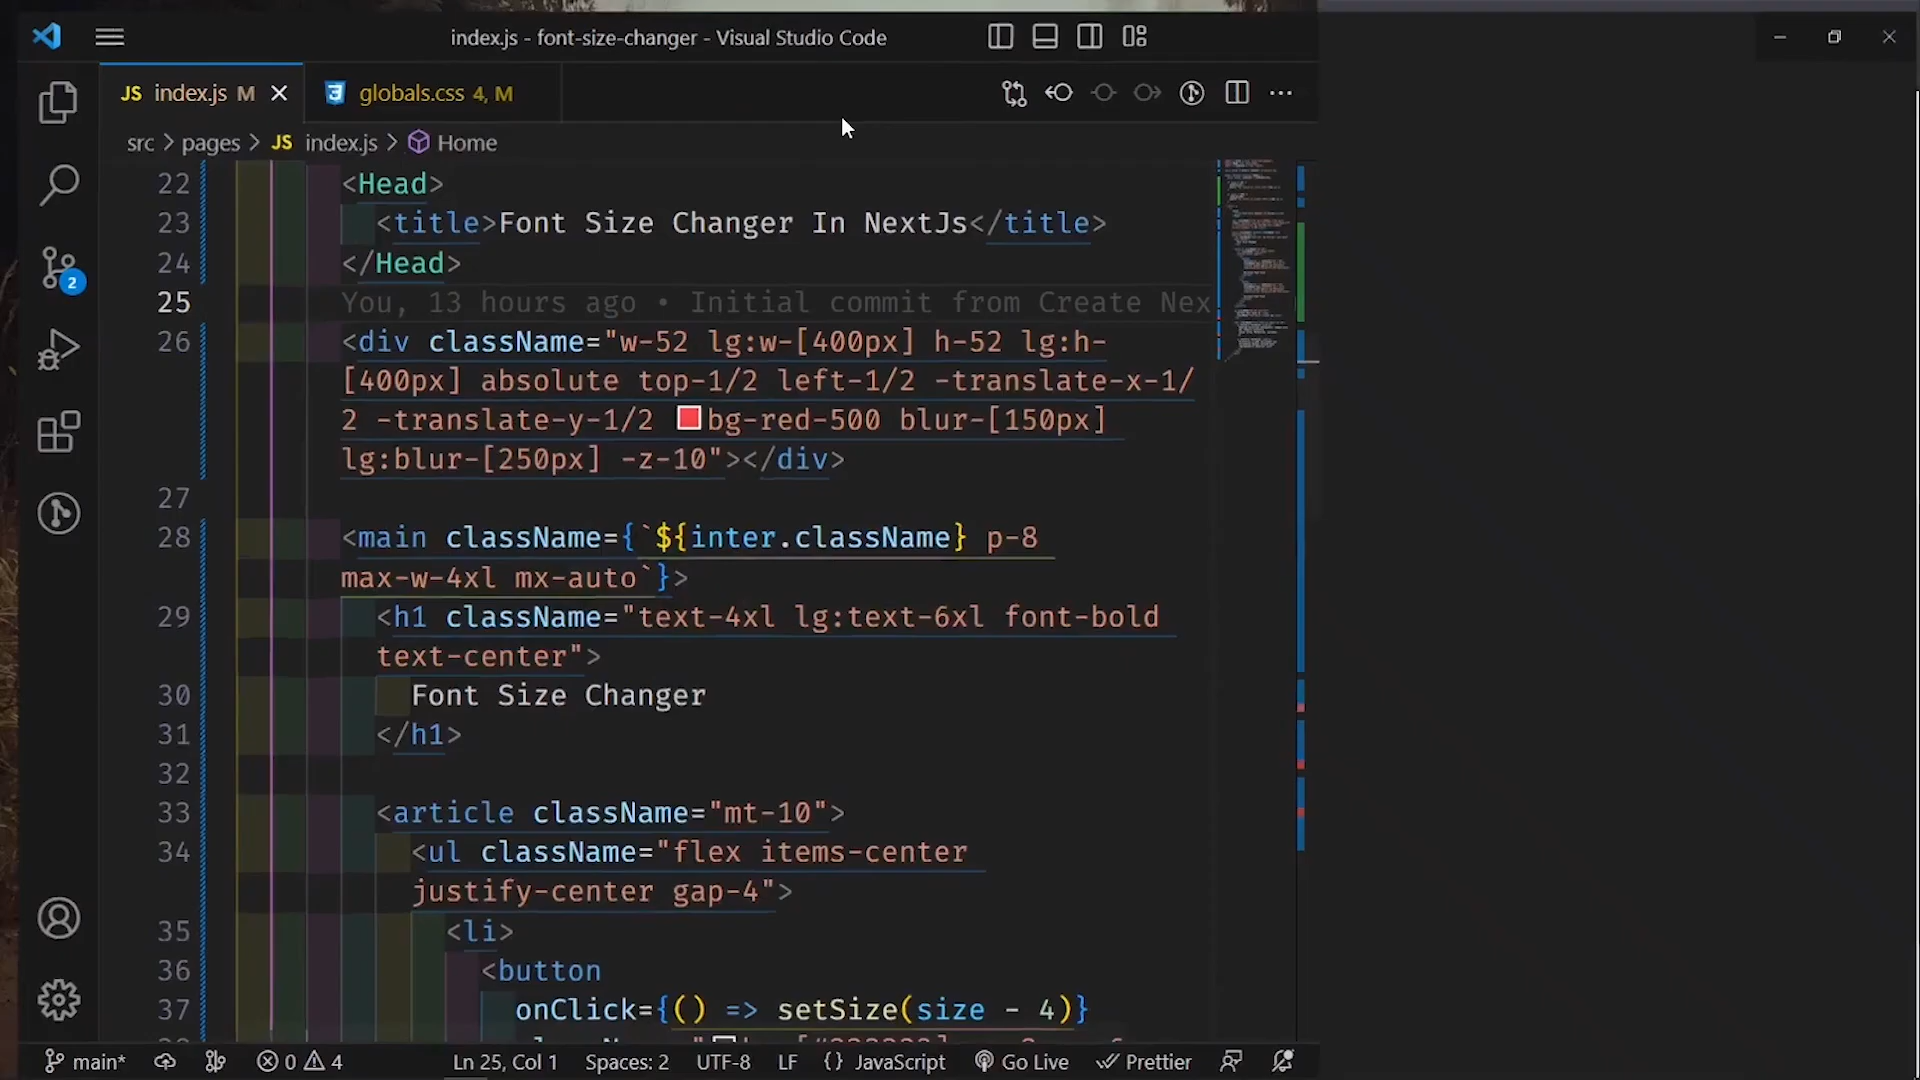 index.js - font-size-changer - Visual Studio Code
JS index.js M
globals.css 4, M
src > pages > JS index.js > Home
22 <Head>
23 <title>Font Size Changer In NextJs</title>
24 </Head>
25 You, 13 hours ago • Initial commit from Create Nex
26 <div className="w-52 lg:w-[400px] h-52 lg:h-
[400px] absolute top-1/2 left-1/2 -translate-x-1/
2 -translate-y-1/2 bg-red-500 blur-[150px]
lg:blur-[250px] -z-10"></div>
27
28 <main className={`${inter.className} p-8
max-w-4xl mx-auto`}>
29 <h1 className="text-4xl lg:text-6xl font-bold
text-center">
30 Font Size Changer
31 </h1>
32
33 <article className="mt-10">
34 <ul className="flex items-center
justify-center gap-4">
35 <li>
36 <button
37 onClick={() => setSize(size - 4)}
2
main*
0 4
Ln 25, Col 1
Spaces: 2
UTF-8
LF
{} JavaScript
Go Live
Prettier